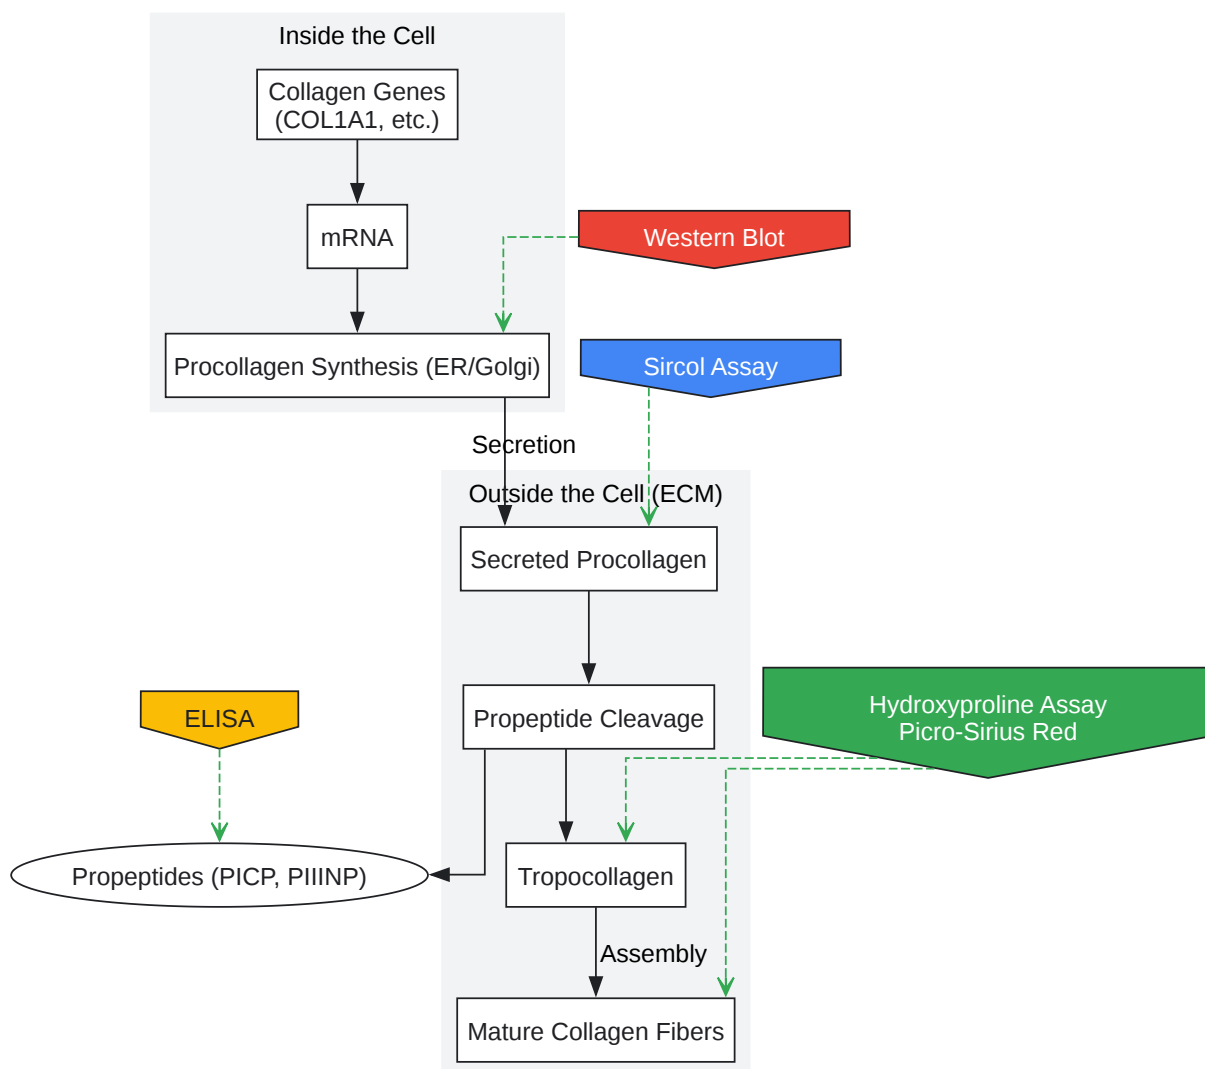 Inside the Cell
Collagen Genes
(COL1A1, etc.)
mRNA
Western Blot
Procollagen Synthesis (ER/Golgi)
Sircol Assay
Secretion
Outside the Cell (ECM)
Secreted Procollagen
Hydroxyproline Assay
Picro-Sirius Red
ELISA
Propeptide Cleavage
Propeptides (PICP, PIIINP)
Tropocollagen
Assembly
Mature Collagen Fibers